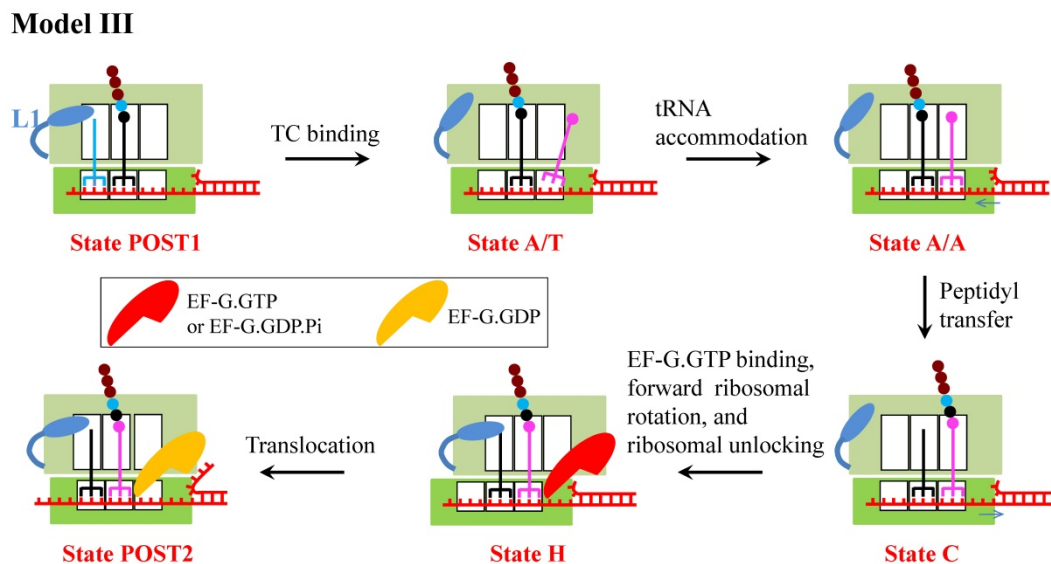 Model III
L1
TC binding
tRNA
accommodation
State POST1
State A/T
State A/A
EF-G.GTP
or EF-G.GDP.Pi
EF-G.GDP
Peptidyl
transfer
EF-G.GTP binding,
forward ribosomal
rotation, and
ribosomal unlocking
Translocation
State POST2
State H
State C